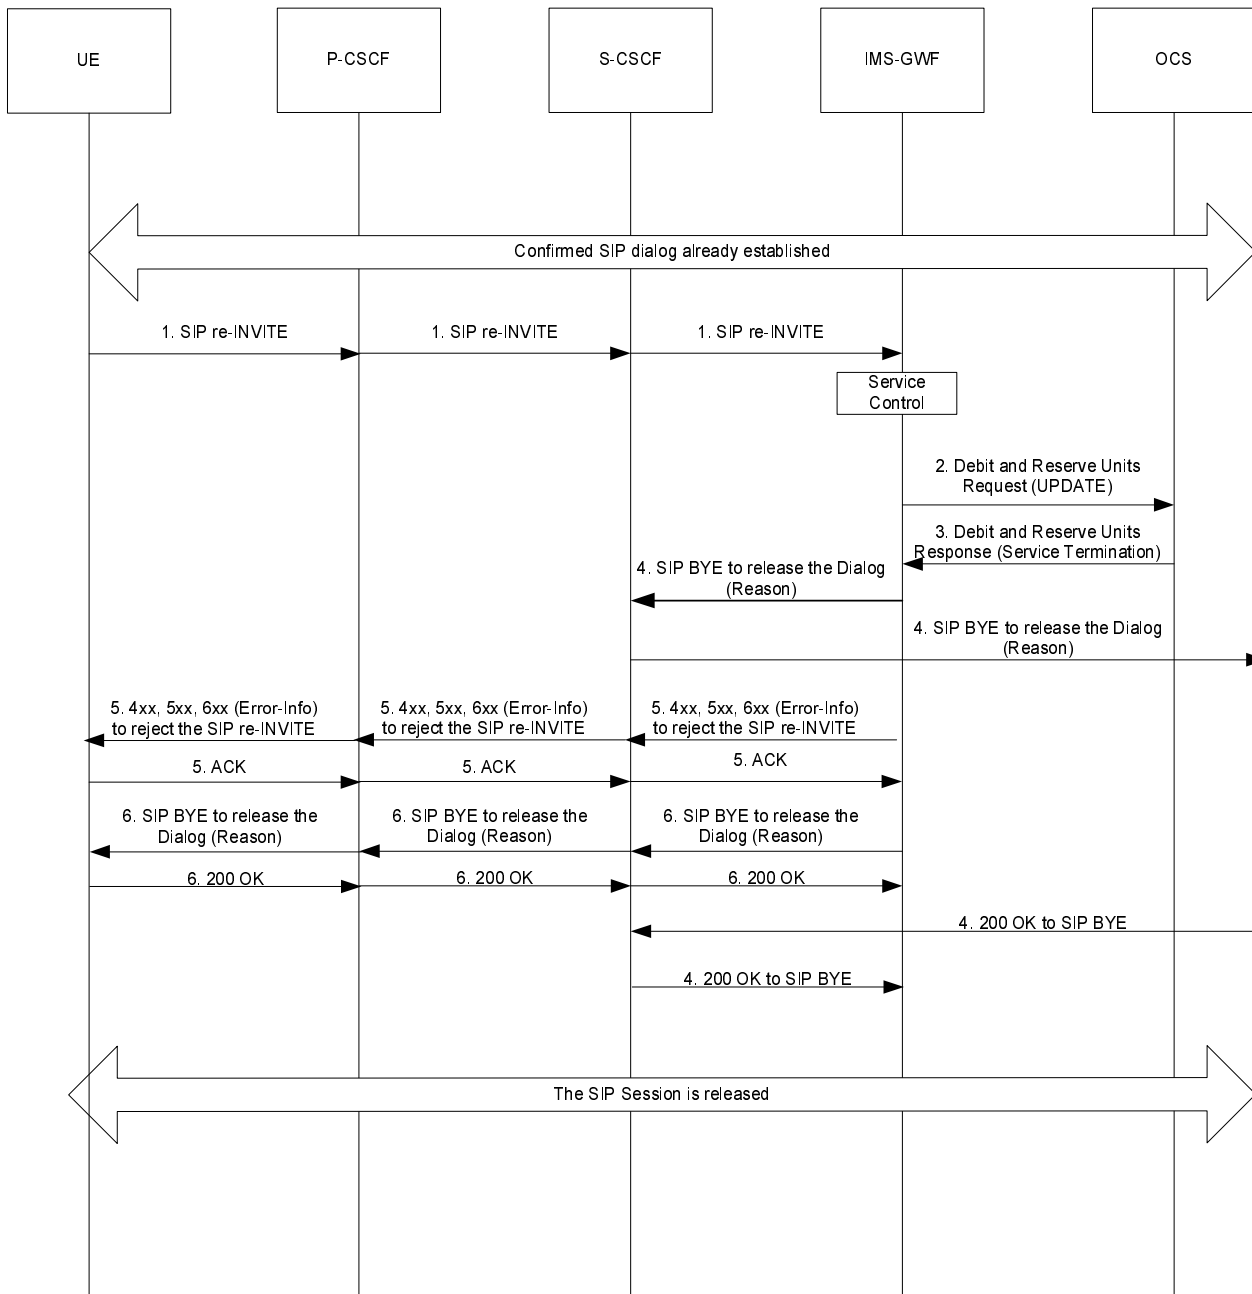 UE
P-CSCF
S-CSCF
IMS-GWF
OCS
Confirmed SIP dialog already established
1. SIP re-INVITE
1. SIP re-INVITE
1. SIP re-INVITE
Service
Control
2. Debit and Reserve Units
Request (UPDATE)
3. Debit and Reserve Units
Response (Service Termination)
4. SIP BYE to release the Dialog
(Reason)
4. SIP BYE to release the Dialog
(Reason)
5. 4xx, 5xx, 6xx (Error-Info)
to reject the SIP re-INVITE
5. 4xx, 5xx, 6xx (Error-Info)
to reject the SIP re-INVITE
5. 4xx, 5xx, 6xx (Error-Info)
to reject the SIP re-INVITE
5. ACK
5. ACK
5. ACK
6. SIP BYE to release the
Dialog (Reason)
6. SIP BYE to release the
Dialog (Reason)
6. SIP BYE to release the
Dialog (Reason)
6. 200 OK
6. 200 OK
6. 200 OK
4. 200 OK to SIP BYE
4. 200 OK to SIP BYE
The SIP Session is released